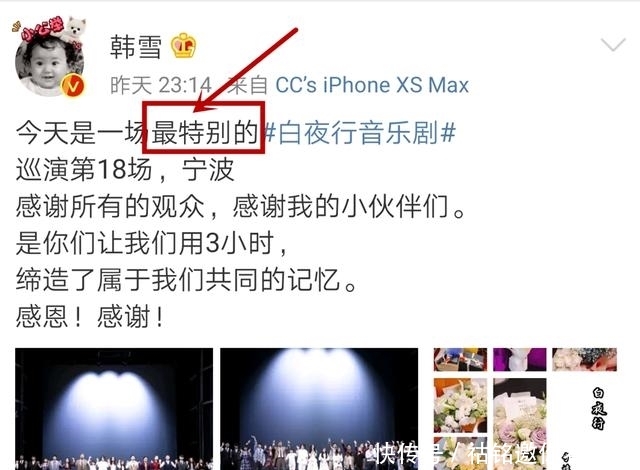 小公举
韩雪
昨天 23:14 来自 CC's iPhone XS Max
今天是一场最特别的#白夜行音乐剧#
巡演第18场，宁波
感谢所有的观众，感谢我的小伙伴们。
是你们让我们用3小时，
缔造了属于我们共同的记忆。
感恩！感谢！
白夜行
快传号／祜铭邀